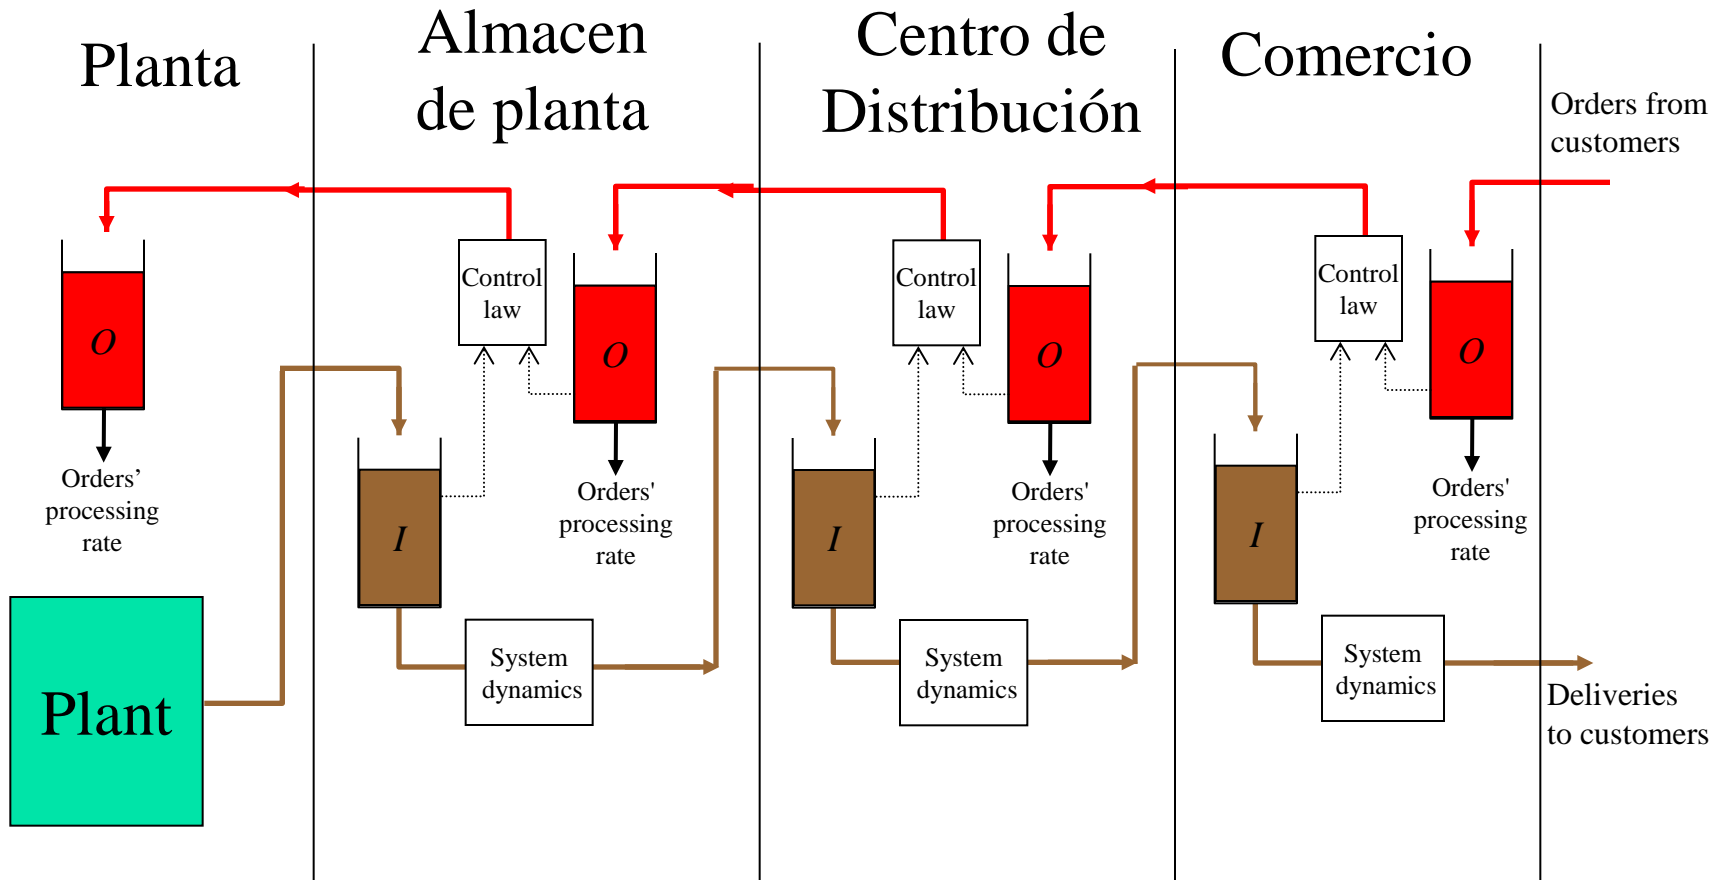 Planta
Almacen
de planta
Centro de
Distribución
Comercio
Orders from
customers
O
Orders’
processing
rate
Plant
Control
law
O
I
Orders'
processing
rate
System
dynamics
Control
law
O
I
Orders'
processing
rate
System
dynamics
Control
law
O
I
Orders'
processing
rate
System
dynamics
Deliveries
to customers